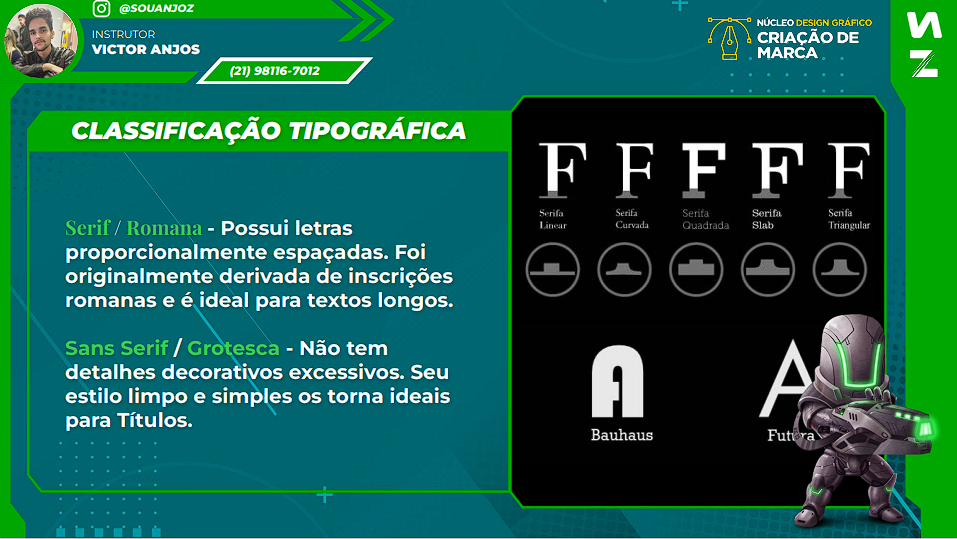 @SOUANJOZ
INSTRUTOR
VICTOR ANJOS
(21) 98116-7012
NÚCLEO DESIGN GRÁFICO
CRIAÇÃO DE
MARCA
CLASSIFICAÇÃO TIPOGRÁFICA
Serif / Romana - Possui letras
proporcionalmente espaçadas. Foi
originalmente derivada de inscrições
romanas e é ideal para textos longos.
Sans Serif / Grotesca - Não tem
detalhes decorativos excessivos. Seu
estilo limpo e simples os torna ideais
para Títulos.
F F F F F
Serifa Linear
Serifa Curvada
Serifa Quadrada
Serifa Slab
Serifa Triangular
A A
Bauhaus
Futura